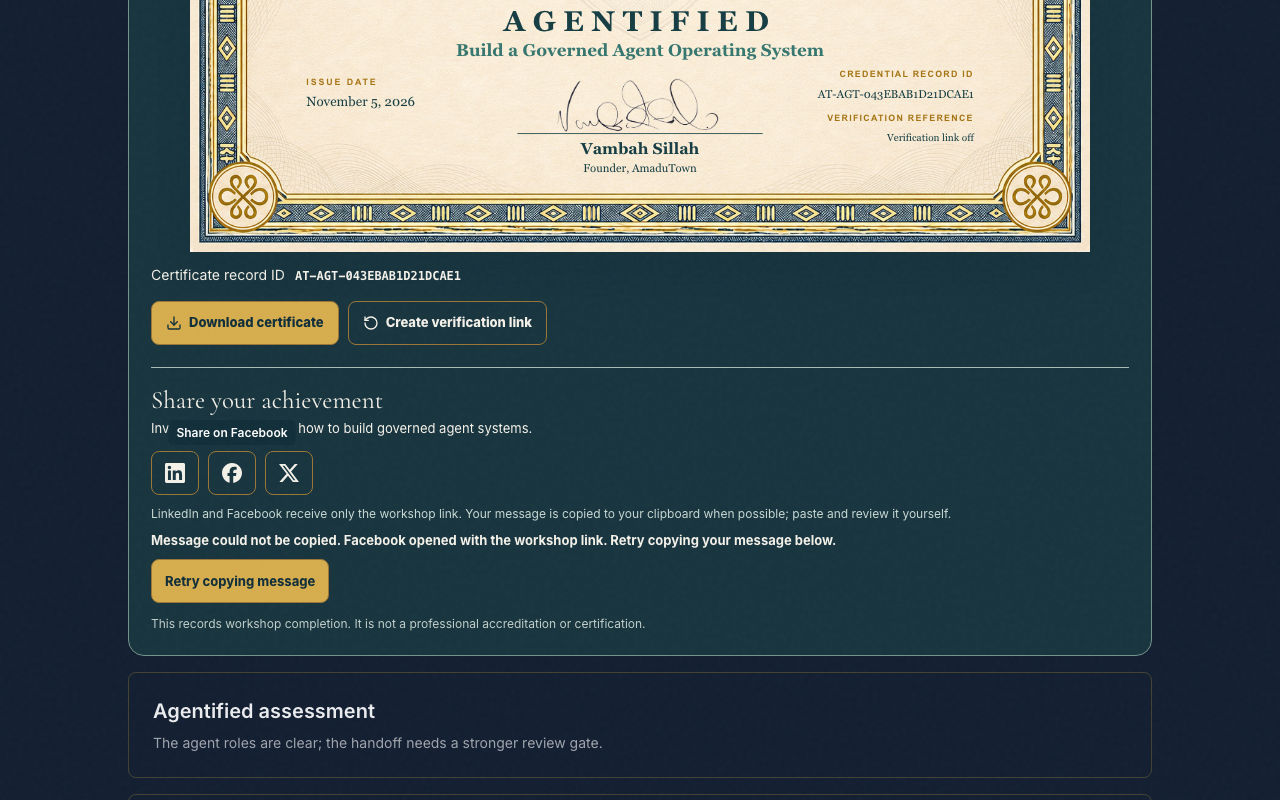 AGENTIFIED
Build a Governed Agent Operating System
ISSUE DATE
November 5, 2026
CREDENTIAL RECORD ID
AT-AGT-043EBAB1D21DCAE1
VERIFICATION REFERENCE
Verification link off
Vambah Sillah
Founder, AmaduTown
Certificate record ID AT-AGT-043EBAB1D21DCAE1
Download certificate
Create verification link
Share your achievement
Inv how to build governed agent systems.
Share on Facebook
LinkedIn and Facebook receive only the workshop link. Your message is copied to your clipboard when possible; paste and review it yourself.
Message could not be copied. Facebook opened with the workshop link. Retry copying your message below.
Retry copying message
This records workshop completion. It is not a professional accreditation or certification.
Agentified assessment
The agent roles are clear; the handoff needs a stronger review gate.